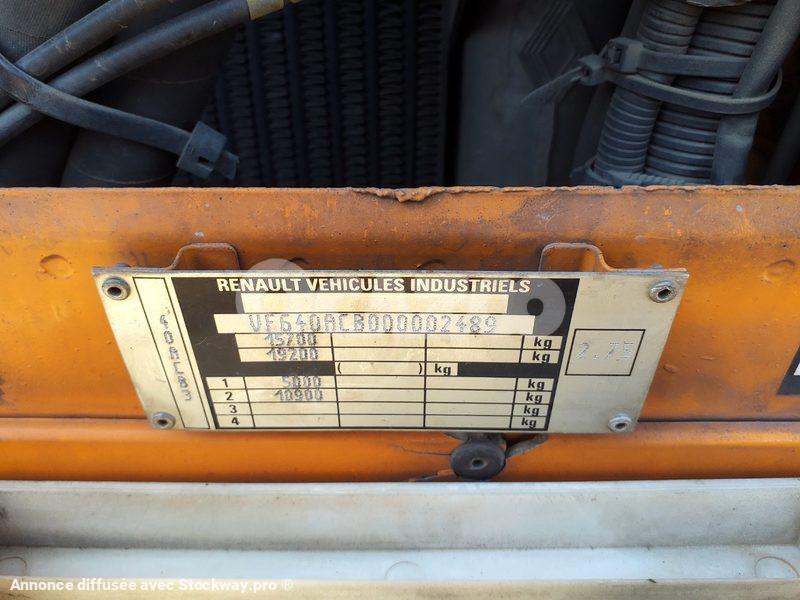 RENAULT VEHICULES INDUSTRIELS
VF640ACB000002489
15700 kg
19200 kg
( ) kg
1 5000 kg
2 10900 kg
3 kg
4 kg
40ACB3
2.75
Annonce diffusée avec Stockway.pro ®